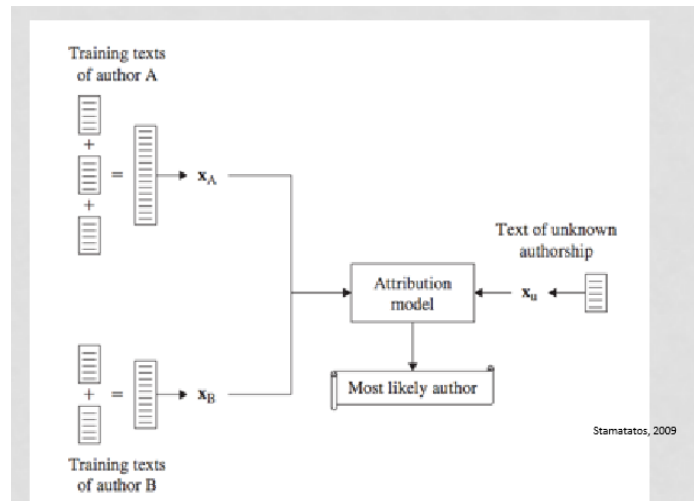 Training texts
of author A
+
=
+
x_A
Text of unknown
authorship
Attribution
model
x_u
Most likely author
+
=
x_B
Stamatatos, 2009
Training texts
of author B